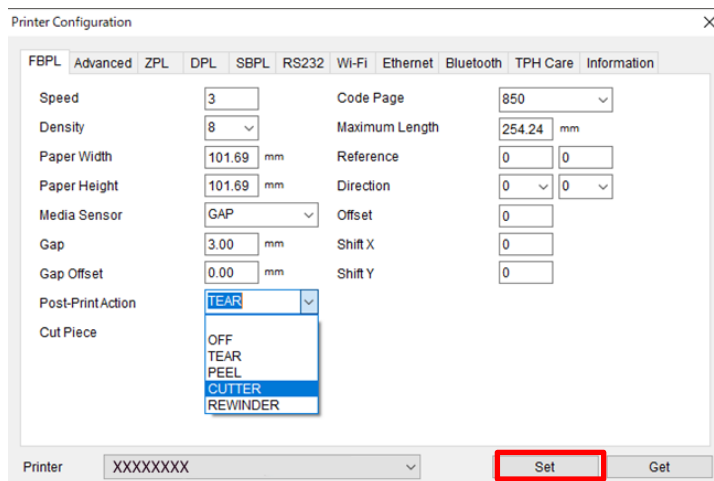 Printer Configuration
FBPL Advanced ZPL DPL SBPL RS232 Wi-Fi Ethernet Bluetooth TPH Care Information
Speed 3 Code Page 850
Density 8 Maximum Length 254.24 mm
Paper Width 101.69 mm Reference 0 0
Paper Height 101.69 mm Direction 0 0
Media Sensor GAP Offset 0
Gap 3.00 mm Shift X 0
Gap Offset 0.00 mm Shift Y 0
Post-Print Action TEAR
Cut Piece
OFF
TEAR
PEEL
CUTTER
REWINDER
Printer XXXXXXXX Set Get